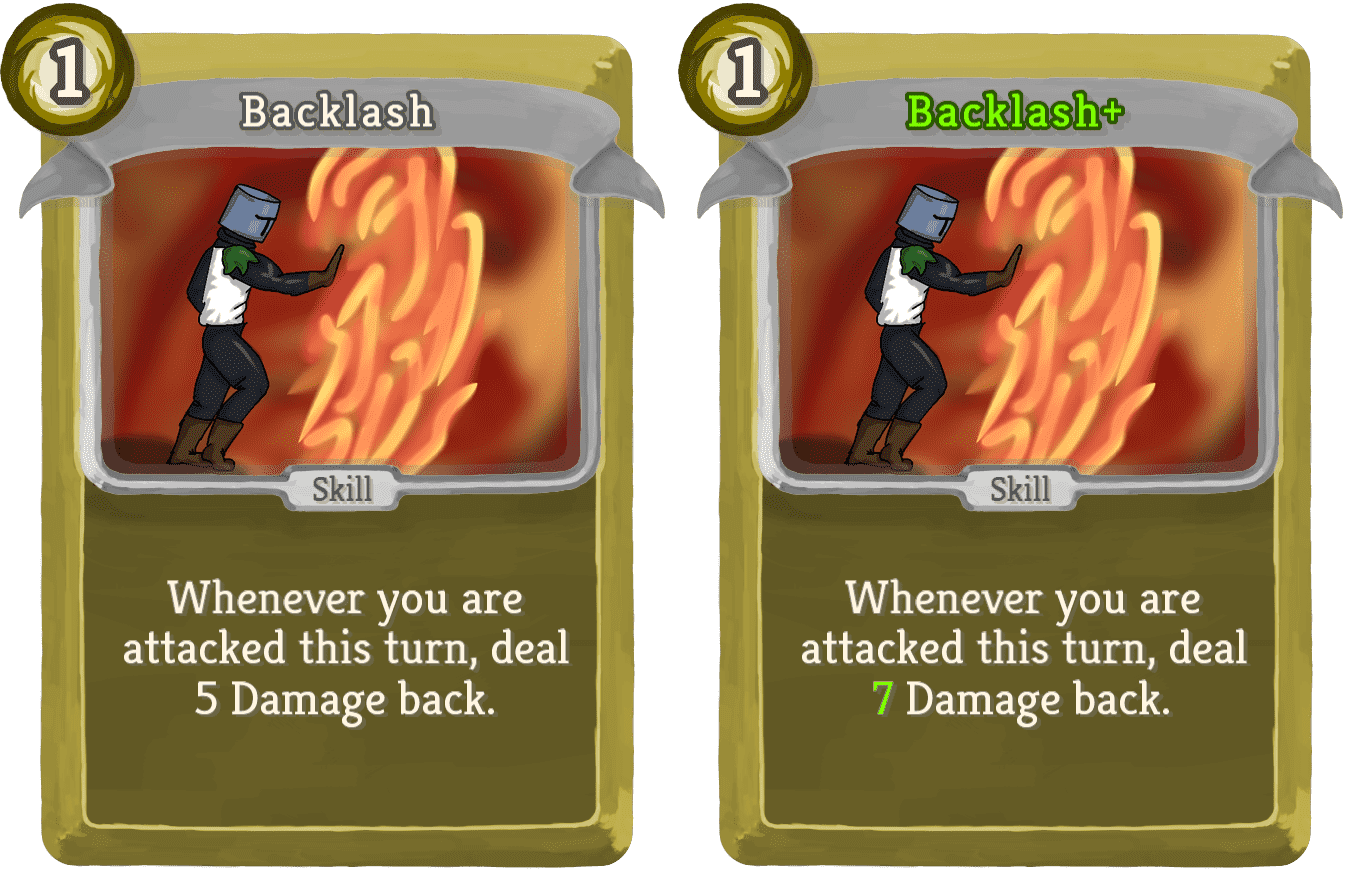 1
Backlash
Skill
Whenever you are
attacked this turn, deal
5 Damage back.
1
Backlash+
Skill
Whenever you are
attacked this turn, deal
7 Damage back.